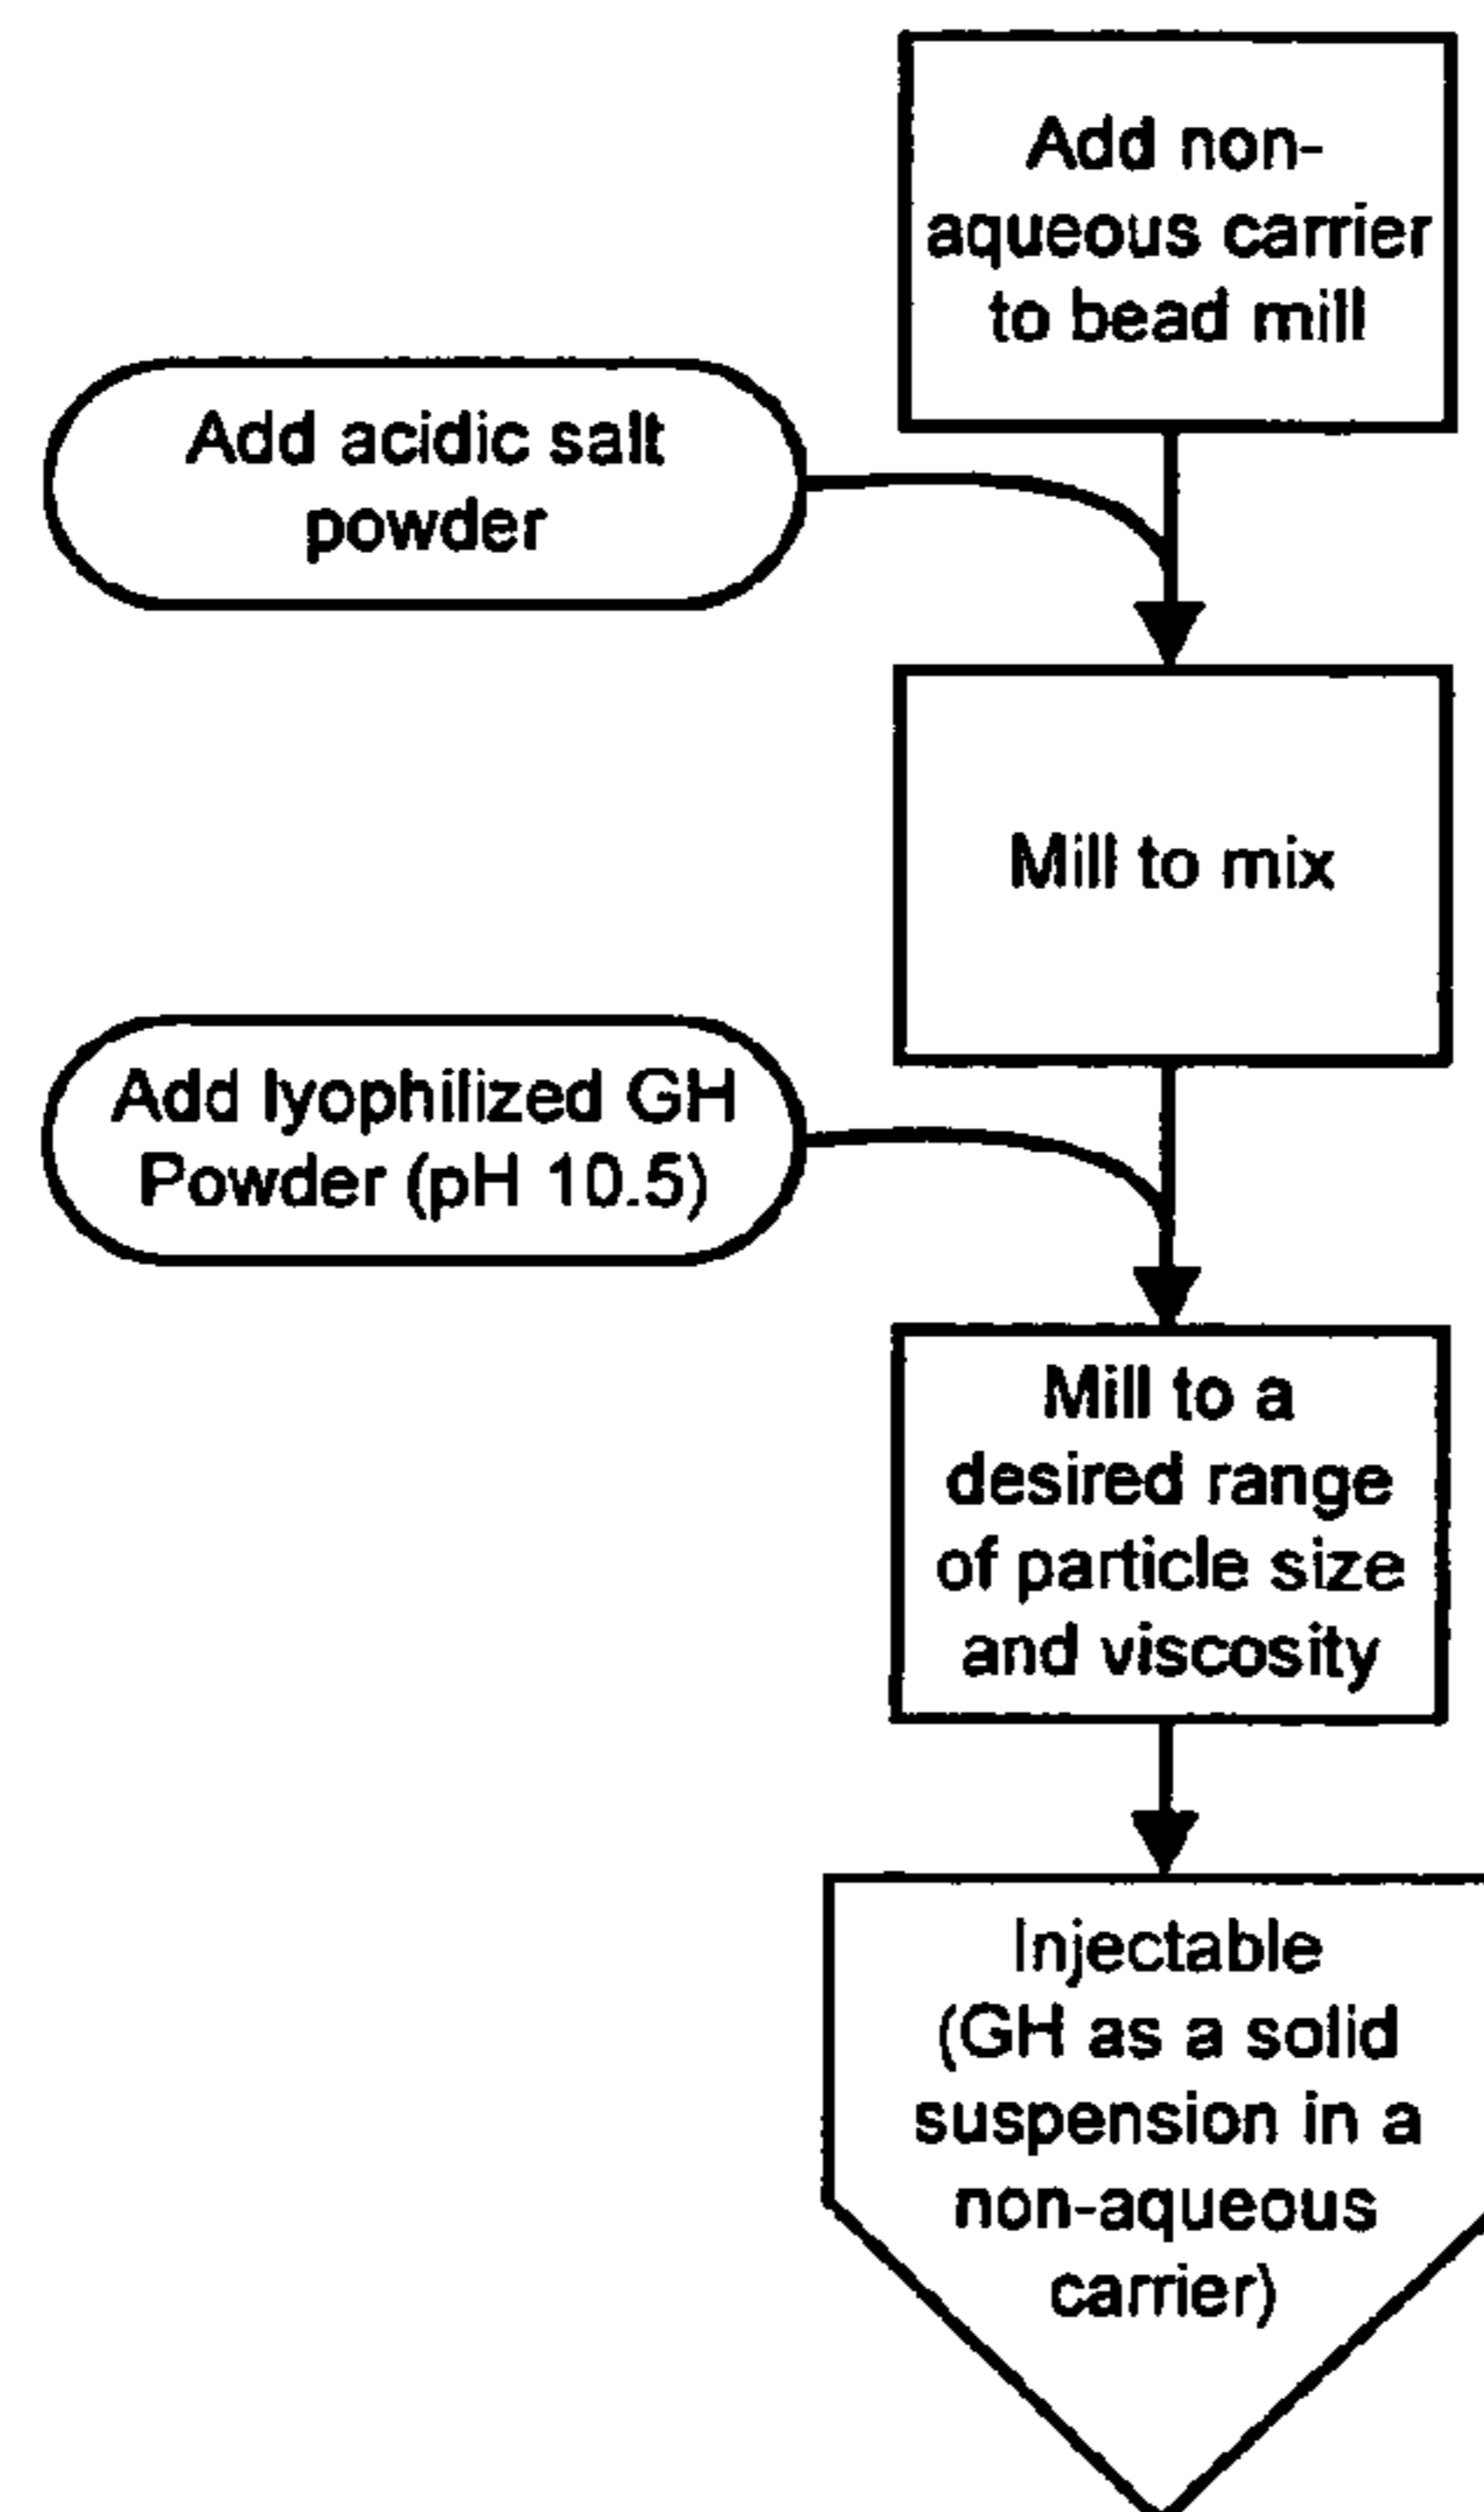 Add non-
aqueous carrier
to bead mill
Add acidic salt
powder
Mill to mix
Add lyophilized GH
Powder (pH 10.5)
Mill to a
desired range
of particle size
and viscosity
Injectable
(GH as a solid
suspension in a
non-aqueous
carrier)